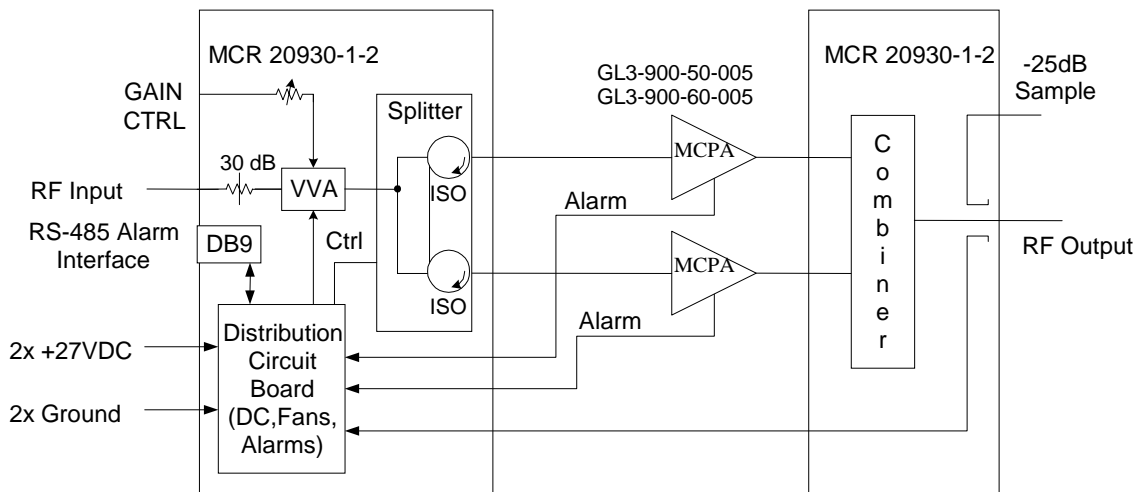 MCR 20930-1-2
GAIN
CTRL
Splitter
30 dB
RF Input
VVA
ISO
RS-485 Alarm
Interface
DB9
Ctrl
ISO
2x +27VDC
2x Ground
Distribution
Circuit
Board
(DC,Fans,
Alarms)
GL3-900-50-005
GL3-900-60-005
MCPA
Alarm
MCPA
Alarm
MCR 20930-1-2
Combiner
-25dB
Sample
RF Output